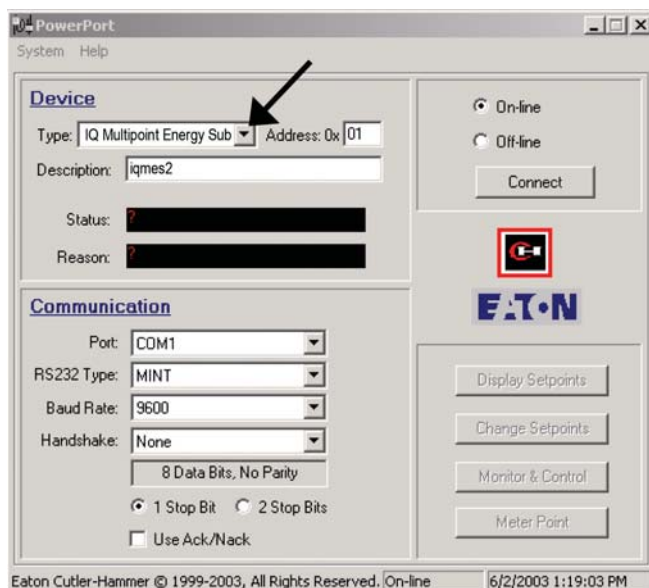 PowerPort
System Help
Device
Type: IQ Multipoint Energy Sub Address: 0x 01
Description: iqmes2
Status: ?
Reason: ?
On-line
Off-line
Connect
EATON
Communication
Port: COM1
RS232 Type: MINT
Baud Rate: 9600
Handshake: None
8 Data Bits, No Parity
1 Stop Bit 2 Stop Bits
Use Ack/Nack
Display Setpoints
Change Setpoints
Monitor & Control
Meter Point
Eaton Cutler-Hammer © 1999-2003, All Rights Reserved. On-line 6/2/2003 1:19:03 PM